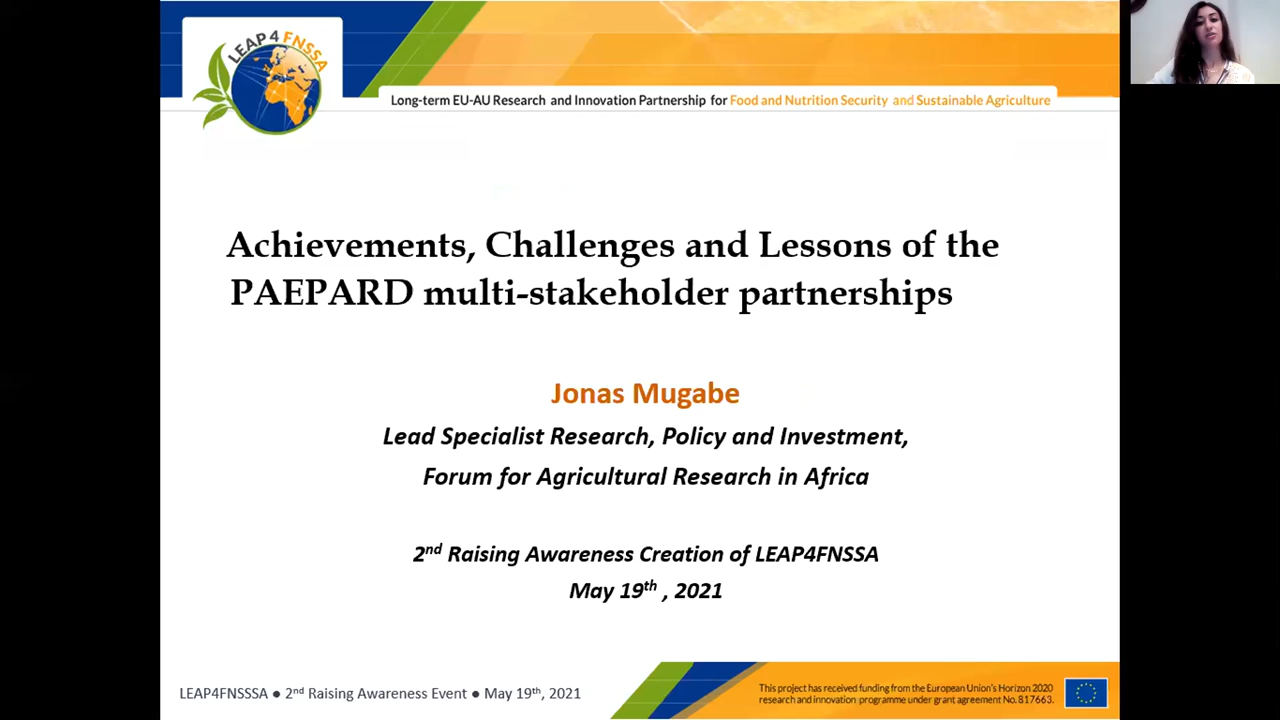 LEAP4FNSSA
Long-term EU-AU Research and Innovation Partnership for Food and Nutrition Security and Sustainable Agriculture
Achievements, Challenges and Lessons of the
PAEPARD multi-stakeholder partnerships
Jonas Mugabe
Lead Specialist Research, Policy and Investment,
Forum for Agricultural Research in Africa
2nd Raising Awareness Creation of LEAP4FNSSA
May 19th , 2021
LEAP4FNSSSA ● 2nd Raising Awareness Event ● May 19th, 2021
This project has received funding from the European Union's Horizon 2020
research and innovation programme under grant agreement No.817663.